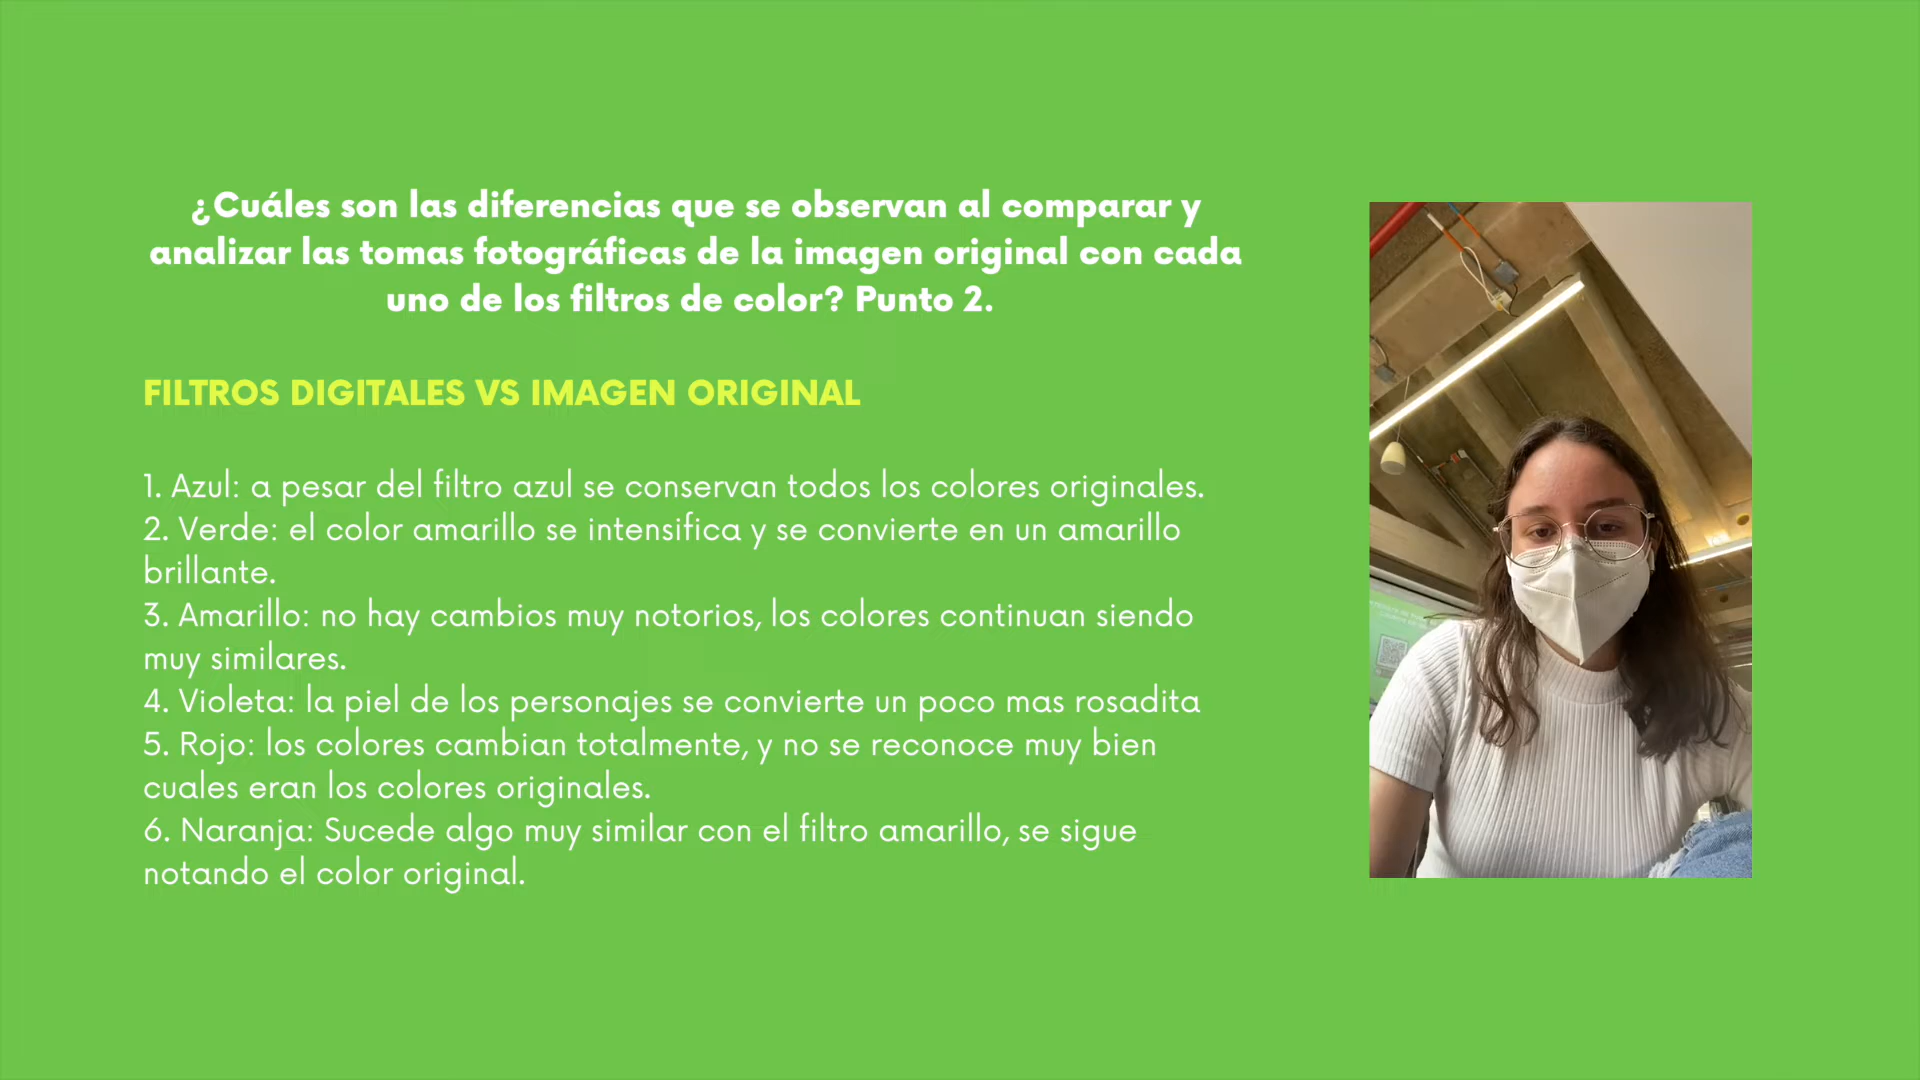 ¿Cuáles son las diferencias que se observan al comparar y
analizar las tomas fotográficas de la imagen original con cada
uno de los filtros de color? Punto 2.
FILTROS DIGITALES VS IMAGEN ORIGINAL
1. Azul: a pesar del filtro azul se conservan todos los colores originales.
2. Verde: el color amarillo se intensifica y se convierte en un amarillo
brillante.
3. Amarillo: no hay cambios muy notorios, los colores continuan siendo
muy similares.
4. Violeta: la piel de los personajes se convierte un poco mas rosadita
5. Rojo: los colores cambian totalmente, y no se reconoce muy bien
cuales eran los colores originales.
6. Naranja: Sucede algo muy similar con el filtro amarillo, se sigue
notando el color original.